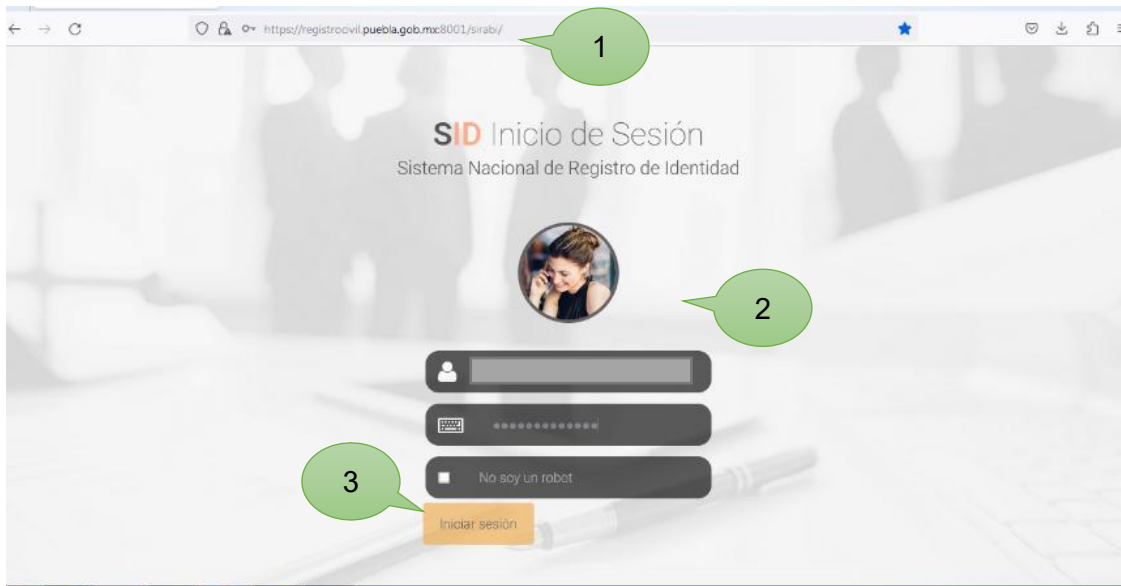 https://registrocivil.puebla.gob.mx:8001/sirabi/
1
SID Inicio de Sesión
Sistema Nacional de Registro de Identidad
2
No soy un robot
3
Iniciar sesión